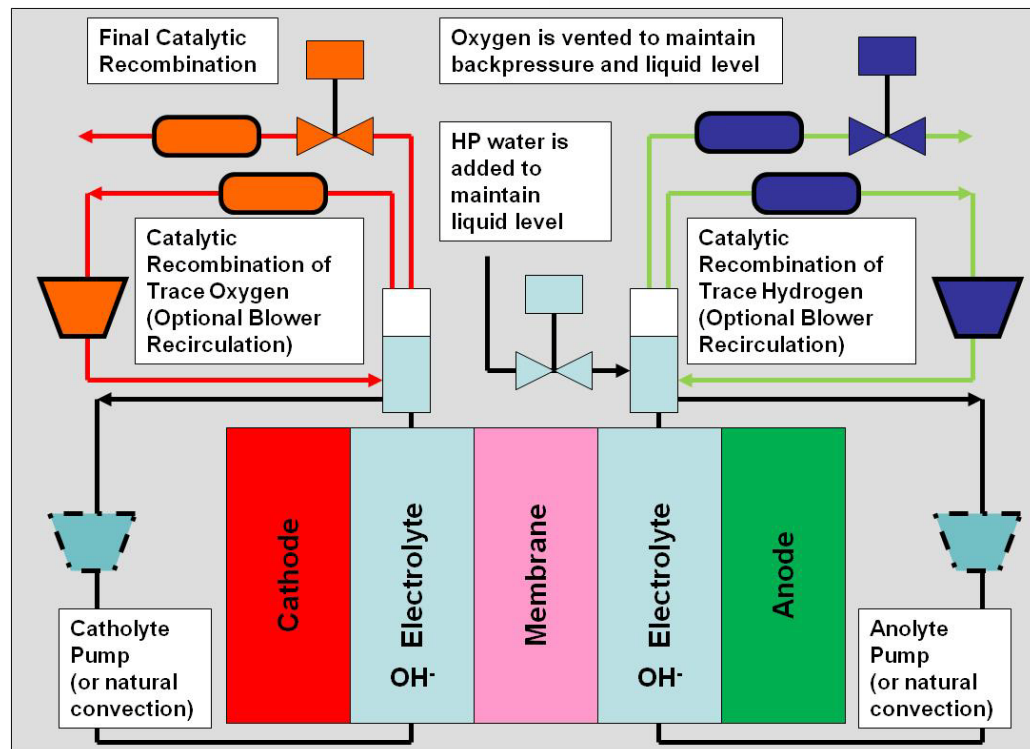 Final Catalytic
Recombination
Oxygen is vented to maintain
backpressure and liquid level
HP water is
added to
maintain
liquid level
Catalytic
Recombination of
Trace Oxygen
(Optional Blower
Recirculation)
Catalytic
Recombination of
Trace Hydrogen
(Optional Blower
Recirculation)
Cathode
Electrolyte
OH-
Membrane
Electrolyte
OH-
Anode
Catholyte
Pump
(or natural
convection)
Anolyte
Pump
(or natural
convection)